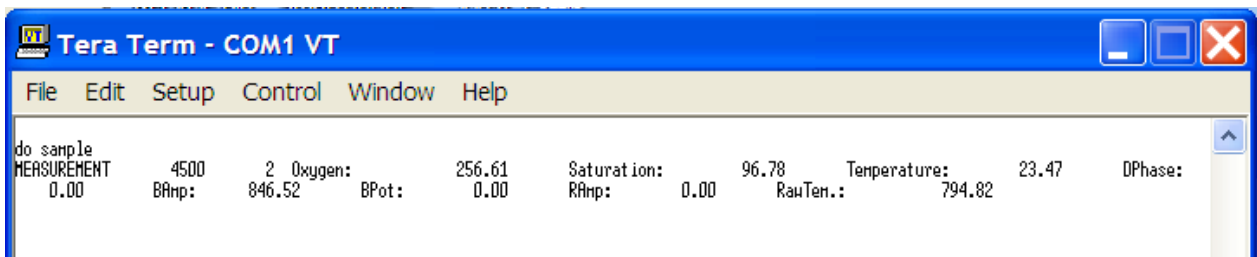 Tera Term - COM1 VT
File Edit Setup Control Window Help
do sample
MEASUREMENT 4500 2 Oxygen: 256.61 Saturation: 96.78 Temperature: 23.47 DPhase:
0.00 BAmp: 846.52 BPot: 0.00 RAmp: 0.00 RawTem.: 794.82